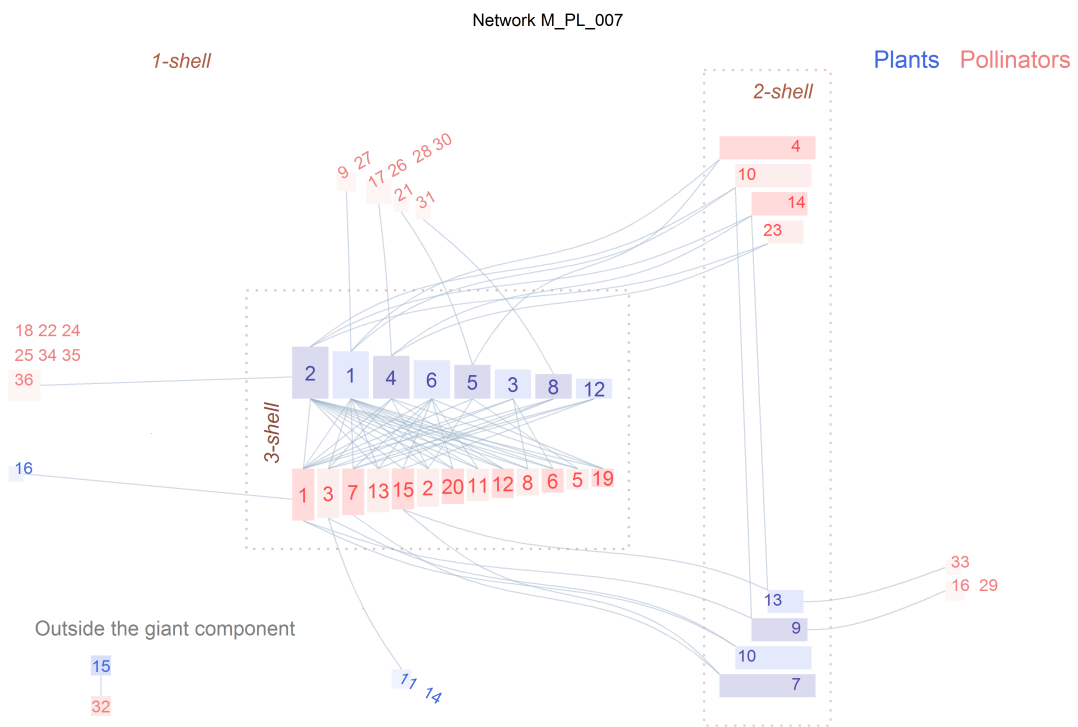 Network M_PL_007
1-shell
Plants Pollinators
2-shell
9 27
17 26 28 30
21
31
4
10
14
23
18 22 24
25 34 35
36
2 1 4 6 5 3 8 12
3-shell
16
1 3 7 13 15 2 20 11 12 8 6 5 19
33
16 29
13
9
10
7
Outside the giant component
15
32
11 14